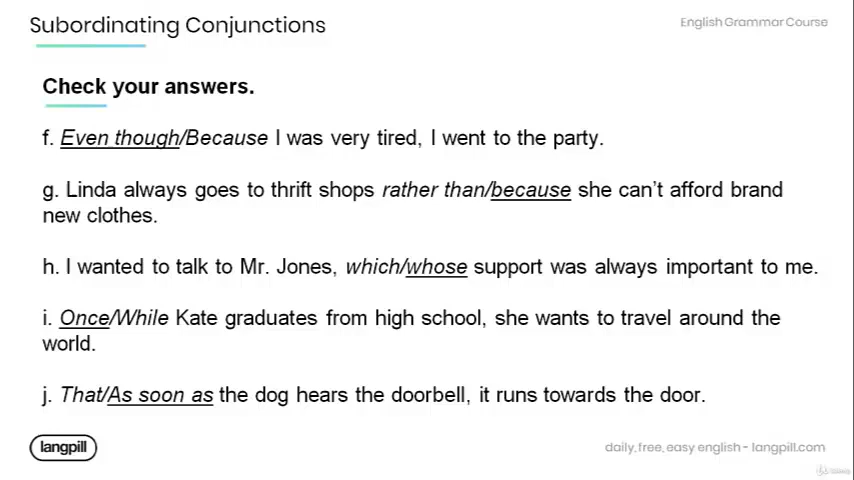 Subordinating Conjunctions
English Grammar Course
Check your answers.
f. Even though/Because I was very tired, I went to the party.
g. Linda always goes to thrift shops rather than/because she can’t afford brand
new clothes.
h. I wanted to talk to Mr. Jones, which/whose support was always important to me.
i. Once/While Kate graduates from high school, she wants to travel around the
world.
j. That/As soon as the dog hears the doorbell, it runs towards the door.
langpill
daily, free, easy english - langpill.com
Udemy